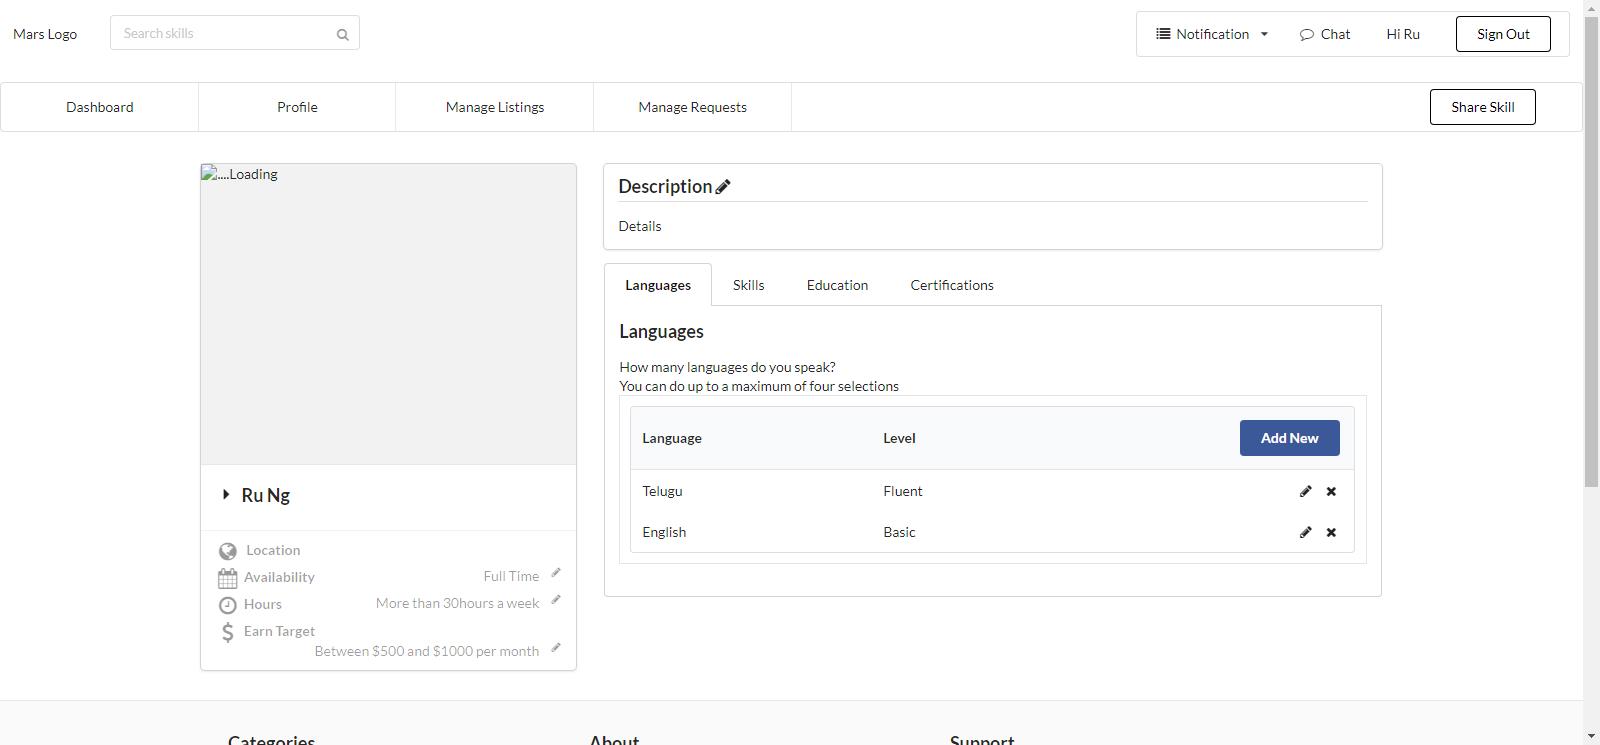 Mars Logo
Search skills
Notification
Chat
Hi Ru
Sign Out
Dashboard
Profile
Manage Listings
Manage Requests
Share Skill
....Loading
Ru Ng
Location
Availability
Full Time
Hours
More than 30hours a week
Earn Target
Between $500 and $1000 per month
Description
Details
Languages
Skills
Education
Certifications
Languages
How many languages do you speak?
You can do up to a maximum of four selections
Language
Level
Add New
Telugu
Fluent
English
Basic
Categories
About
Support